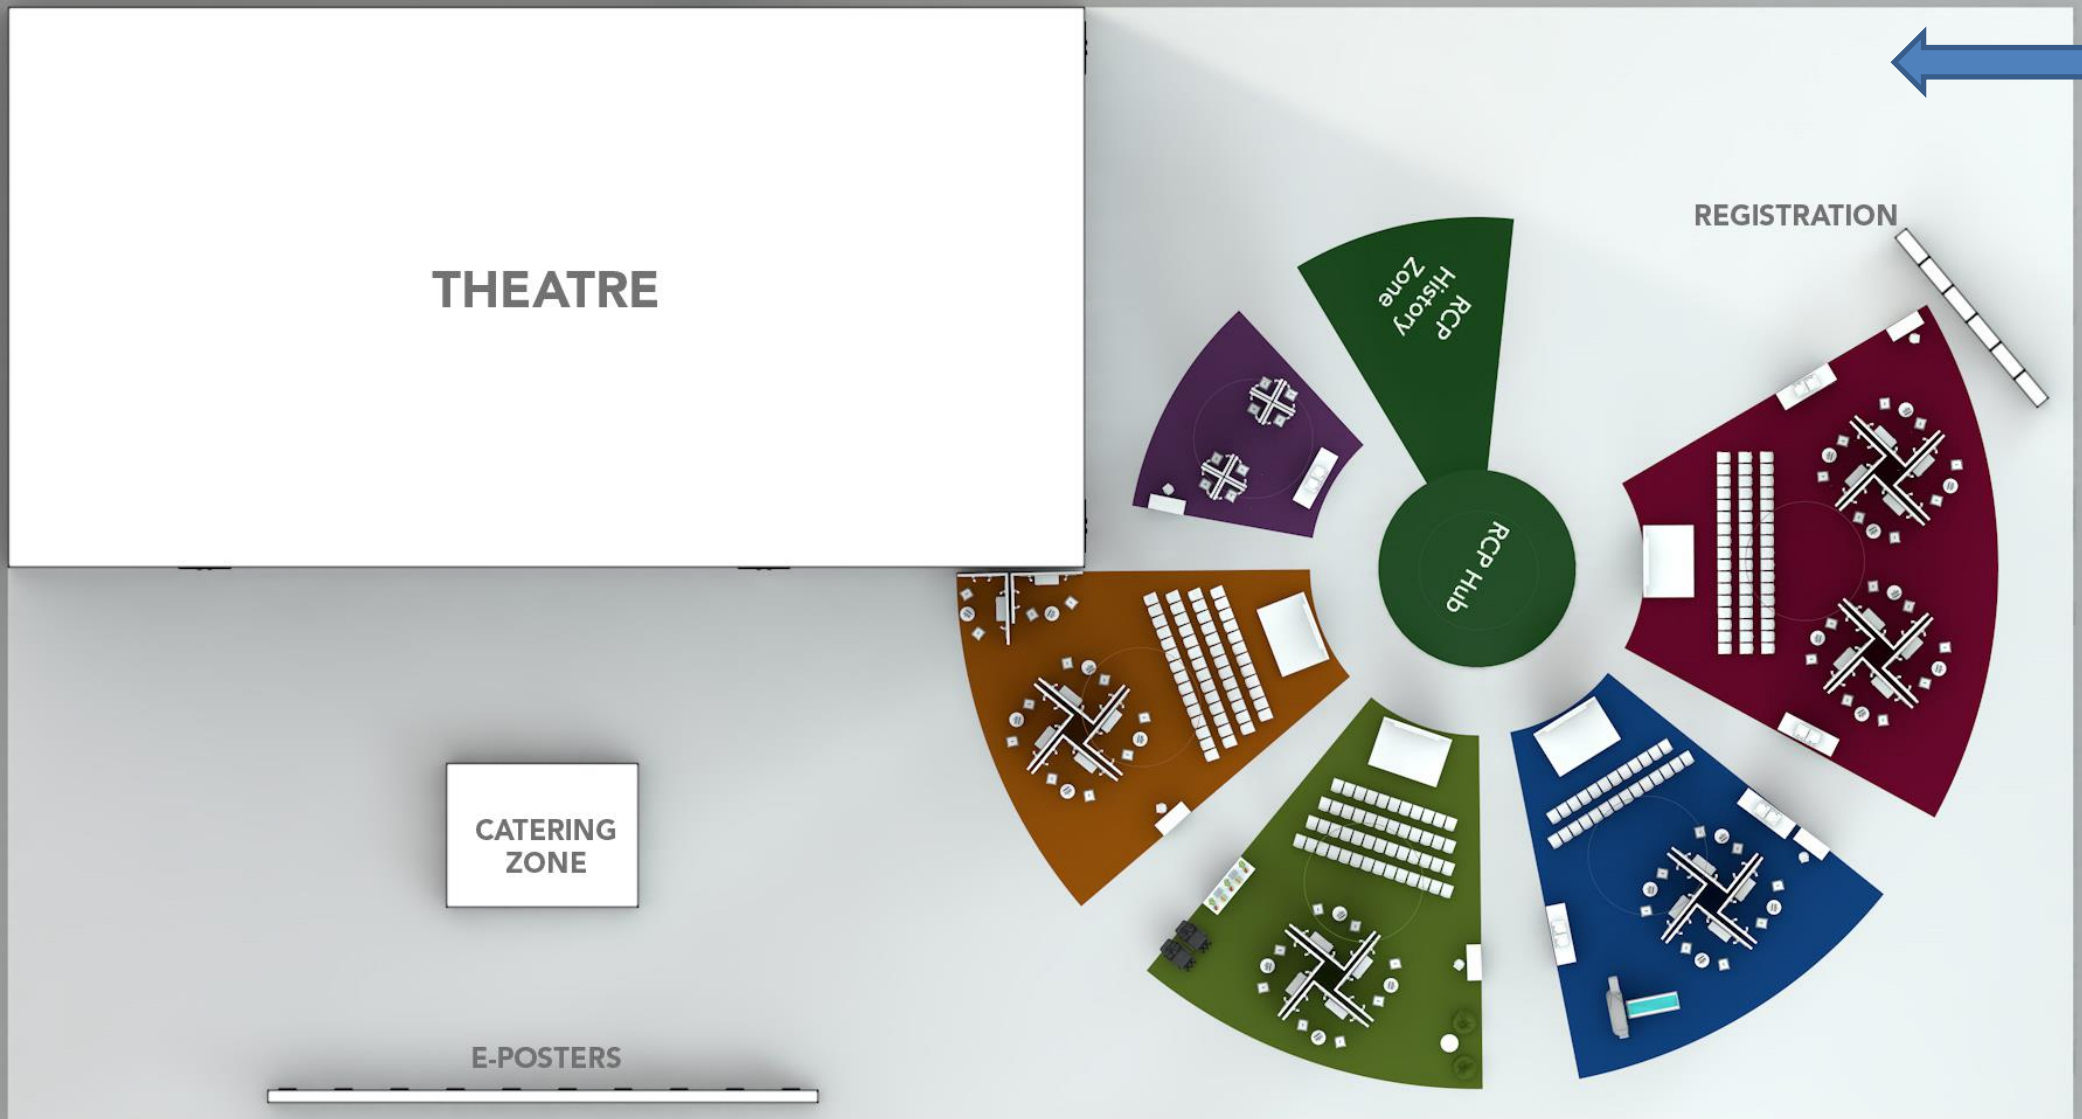 THEATRE
REGISTRATION
RCP
History
Zone
RCP Hub
CATERING
ZONE
E-POSTERS